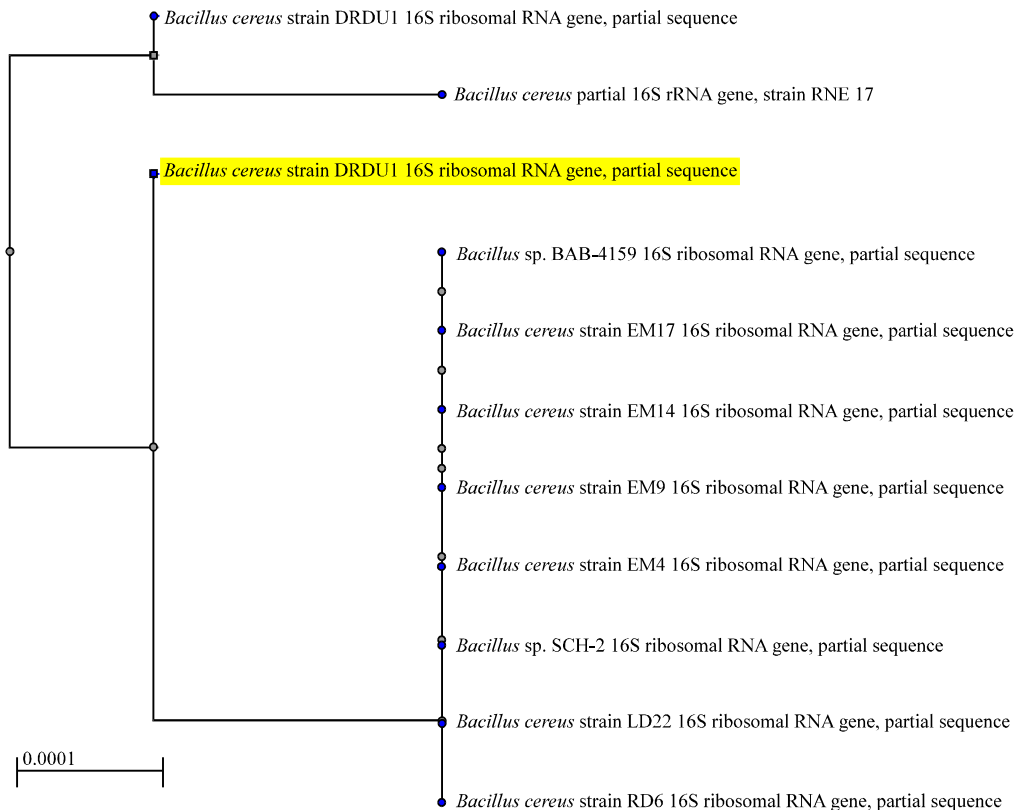 Bacillus cereus strain DRDU1 16S ribosomal RNA gene, partial sequence
Bacillus cereus partial 16S rRNA gene, strain RNE 17
Bacillus cereus strain DRDU1 16S ribosomal RNA gene, partial sequence
Bacillus sp. BAB-4159 16S ribosomal RNA gene, partial sequence
Bacillus cereus strain EM17 16S ribosomal RNA gene, partial sequence
Bacillus cereus strain EM14 16S ribosomal RNA gene, partial sequence
Bacillus cereus strain EM9 16S ribosomal RNA gene, partial sequence
Bacillus cereus strain EM4 16S ribosomal RNA gene, partial sequence
Bacillus sp. SCH-2 16S ribosomal RNA gene, partial sequence
Bacillus cereus strain LD22 16S ribosomal RNA gene, partial sequence
0.0001
Bacillus cereus strain RD6 16S ribosomal RNA gene, partial sequence